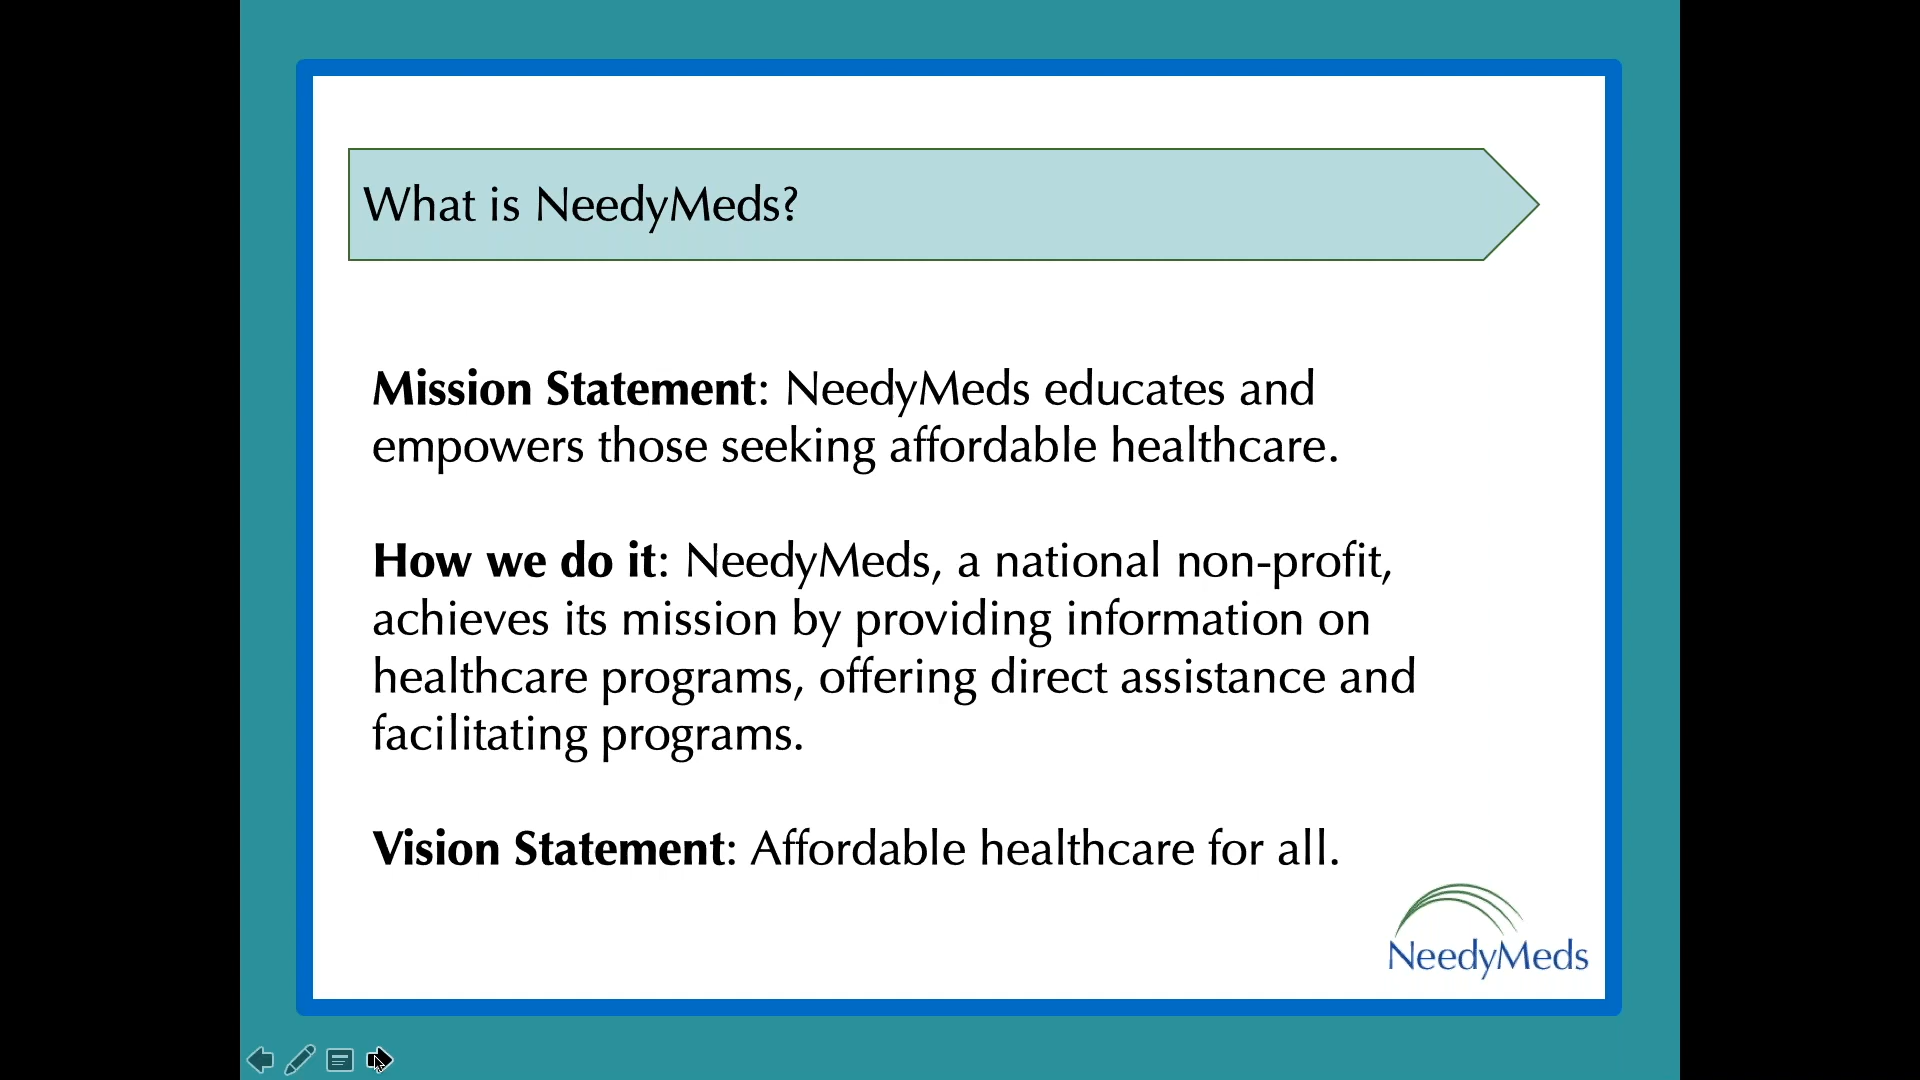 What is NeedyMeds?
Mission Statement: NeedyMeds educates and
empowers those seeking affordable healthcare.
How we do it: NeedyMeds, a national non-profit,
achieves its mission by providing information on
healthcare programs, offering direct assistance and
facilitating programs.
Vision Statement: Affordable healthcare for all.
NeedyMeds